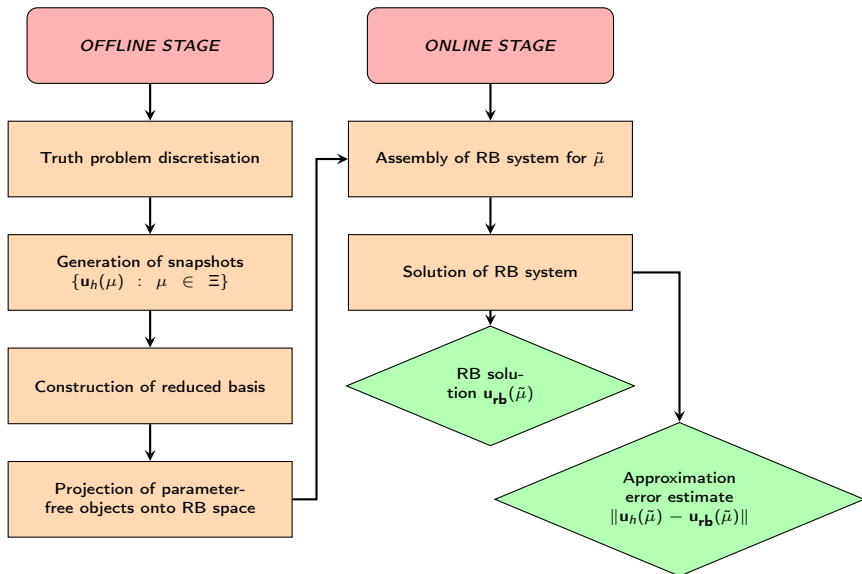 OFFLINE STAGE
Truth problem discretisation
Generation of snapshots
{𝐮ₕ(μ) : μ ∈ Ξ}
Construction of reduced basis
Projection of parameter-
free objects onto RB space
ONLINE STAGE
Assembly of RB system for μ̃
Solution of RB system
RB solu-
tion 𝐮_𝐫𝐛(μ̃)
Approximation
error estimate
‖𝐮ₕ(μ̃) − 𝐮_𝐫𝐛(μ̃)‖